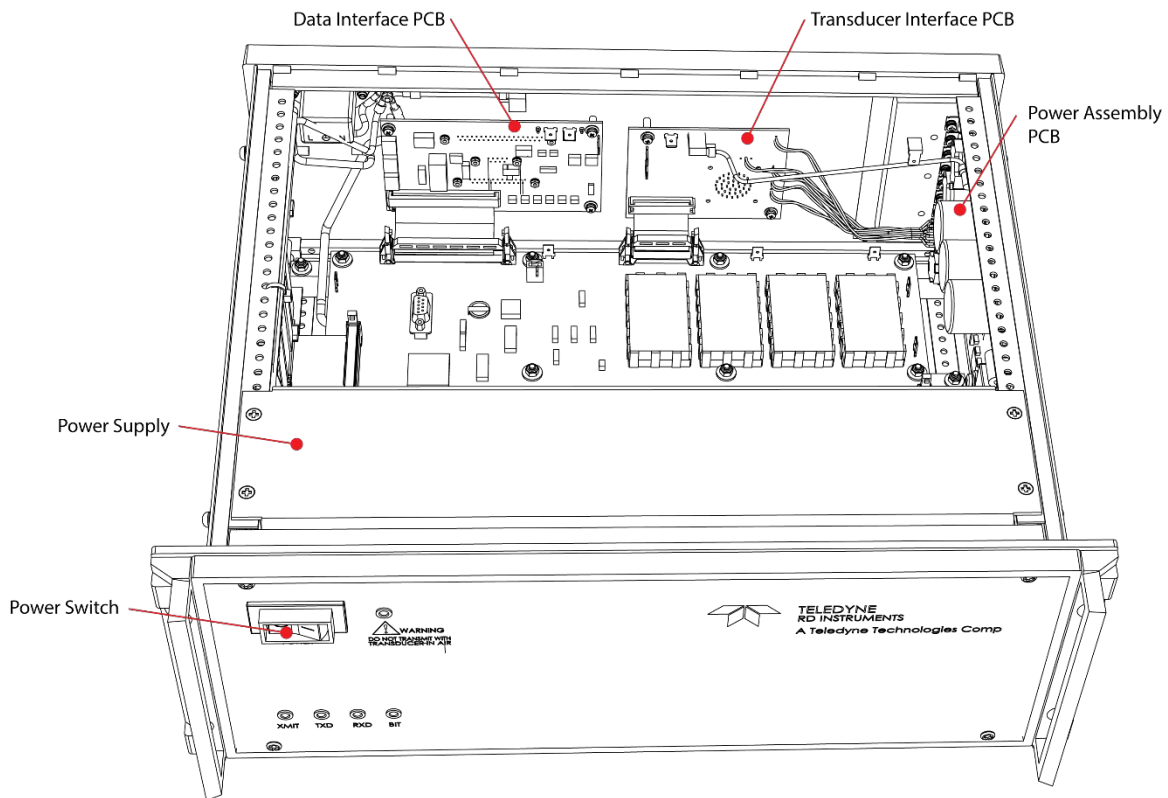 Data Interface PCB
Transducer Interface PCB
Power Assembly
PCB
Power Supply
Power Switch
WARNING
DO NOT TRANSMIT WITH
TRANSDUCER-IN AIR
TELEDYNE
RD INSTRUMENTS
A Teledyne Technologies Comp
XMIT TXD RXD BIT